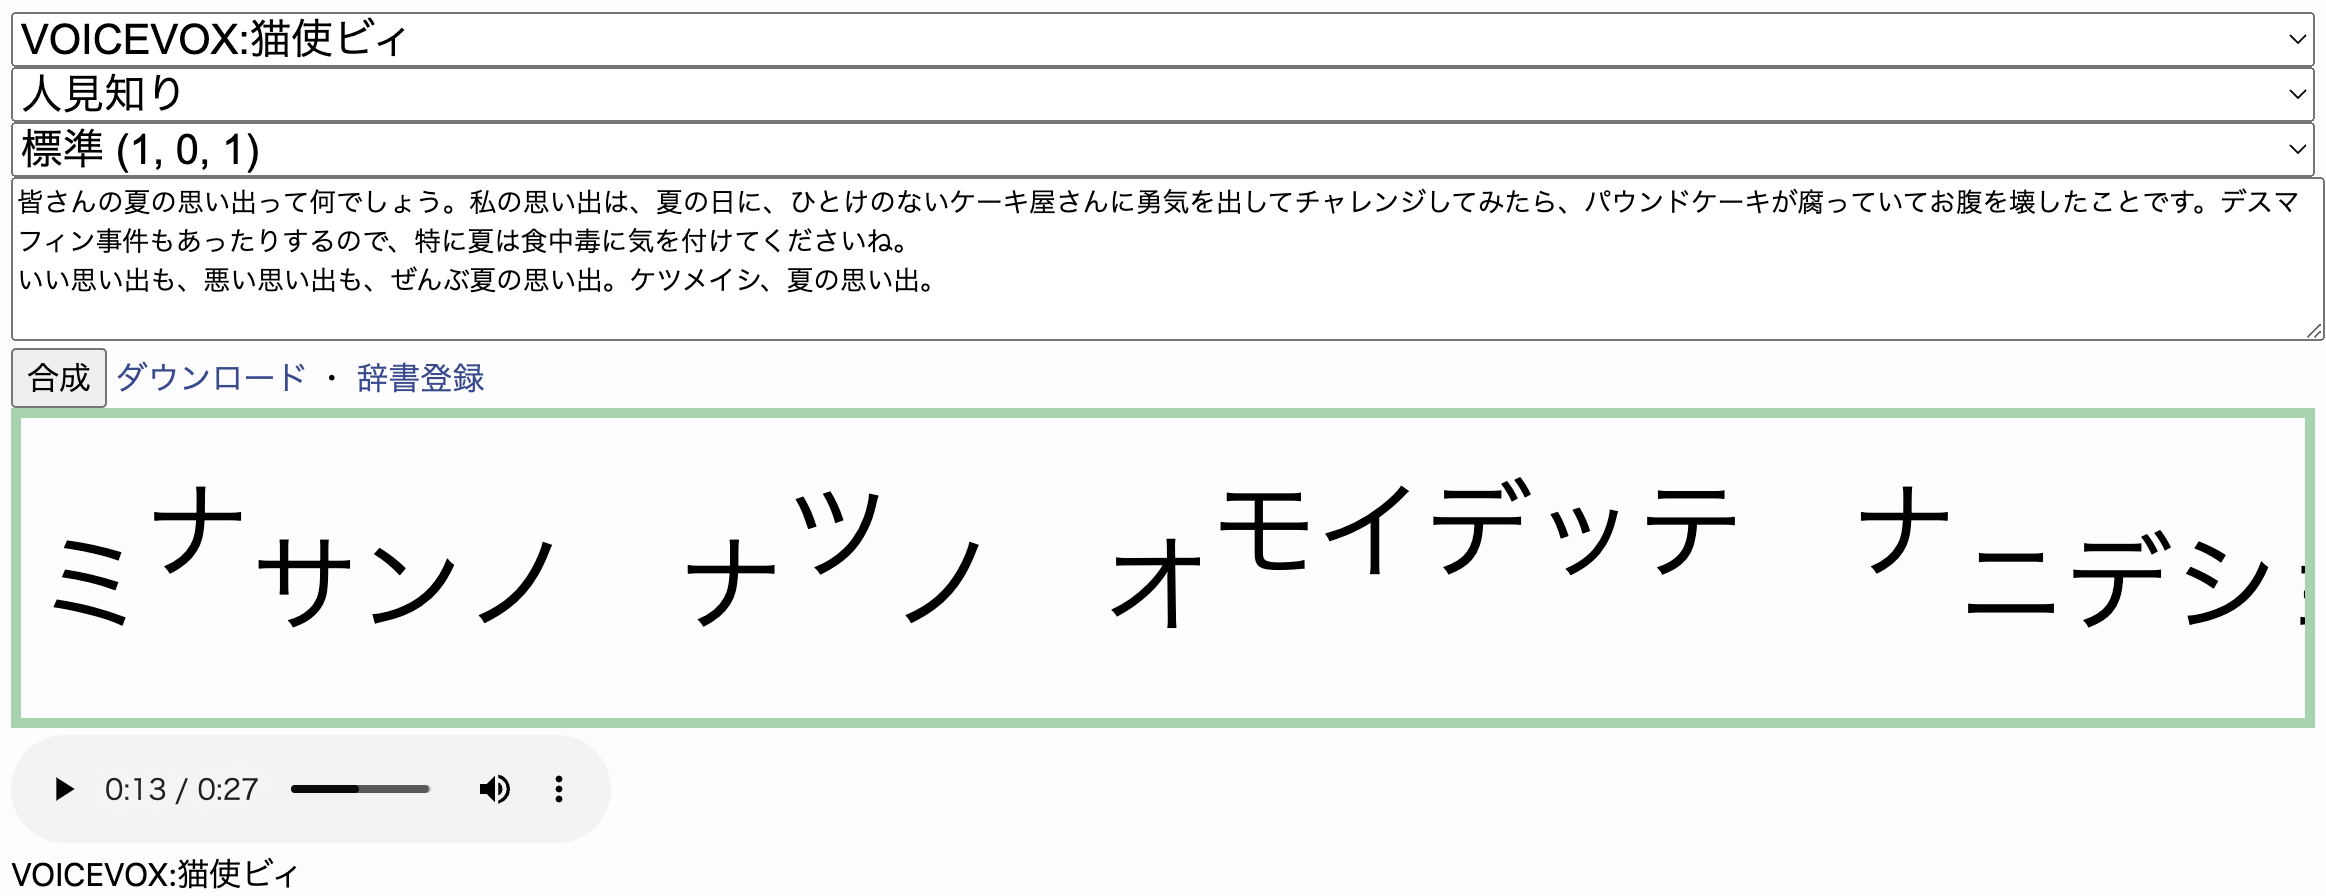 VOICEVOX:猫使ビィ
人見知り
標準 (1, 0, 1)
皆さんの夏の思い出って何でしょう。私の思い出は、夏の日に、ひとけのないケーキ屋さんに勇気を出してチャレンジしてみたら、パウンドケーキが腐っていてお腹を壊したことです。デスマ
フィン事件もあったりするので、特に夏は食中毒に気を付けてくださいね。
いい思い出も、悪い思い出も、ぜんぶ夏の思い出。ケツメイシ、夏の思い出。
合成 ダウンロード ・ 辞書登録
ミナサンノ ナツノ オモイデッテ ナニデシ
0:13 / 0:27
VOICEVOX:猫使ビィ